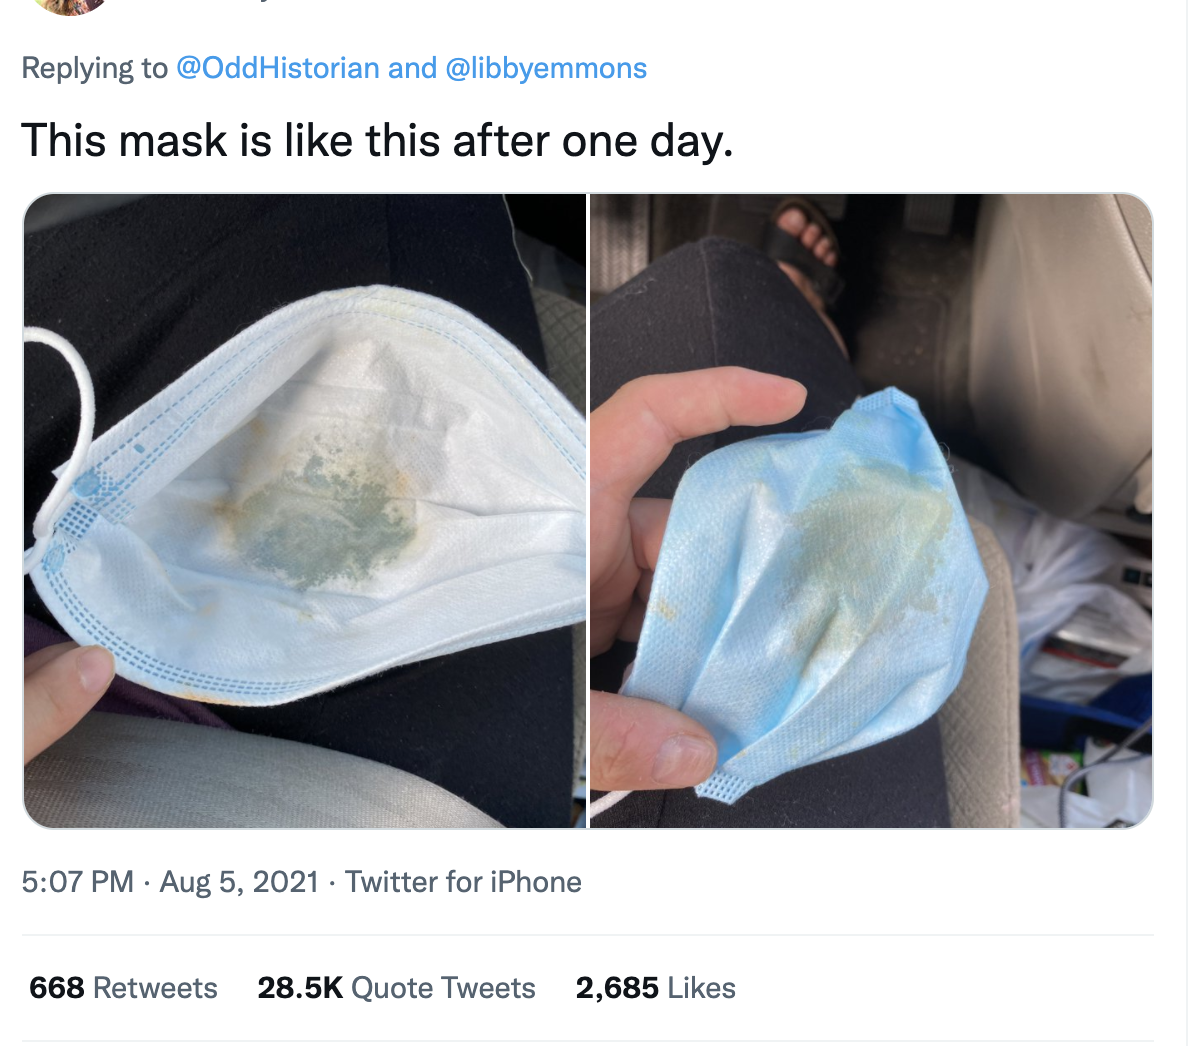 Replying to @OddHistorian and @libbyemmons
This mask is like this after one day.
5:07 PM · Aug 5, 2021 · Twitter for iPhone
668 Retweets 28.5K Quote Tweets 2,685 Likes